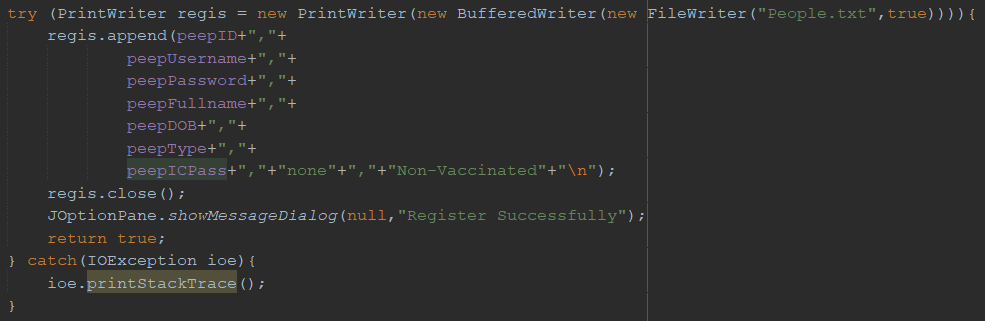 try (PrintWriter regis = new PrintWriter(new BufferedWriter(new FileWriter("People.txt",true)))){
regis.append(peepID+","+
peepUsername+","+
peepPassword+","+
peepFullname+","+
peepDOB+","+
peepType+","+
peepICPass+","+"none"+","+"Non-Vaccinated"+"\n");
regis.close();
JOptionPane.showMessageDialog(null,"Register Successfully");
return true;
} catch(IOException ioe){
ioe.printStackTrace();
}